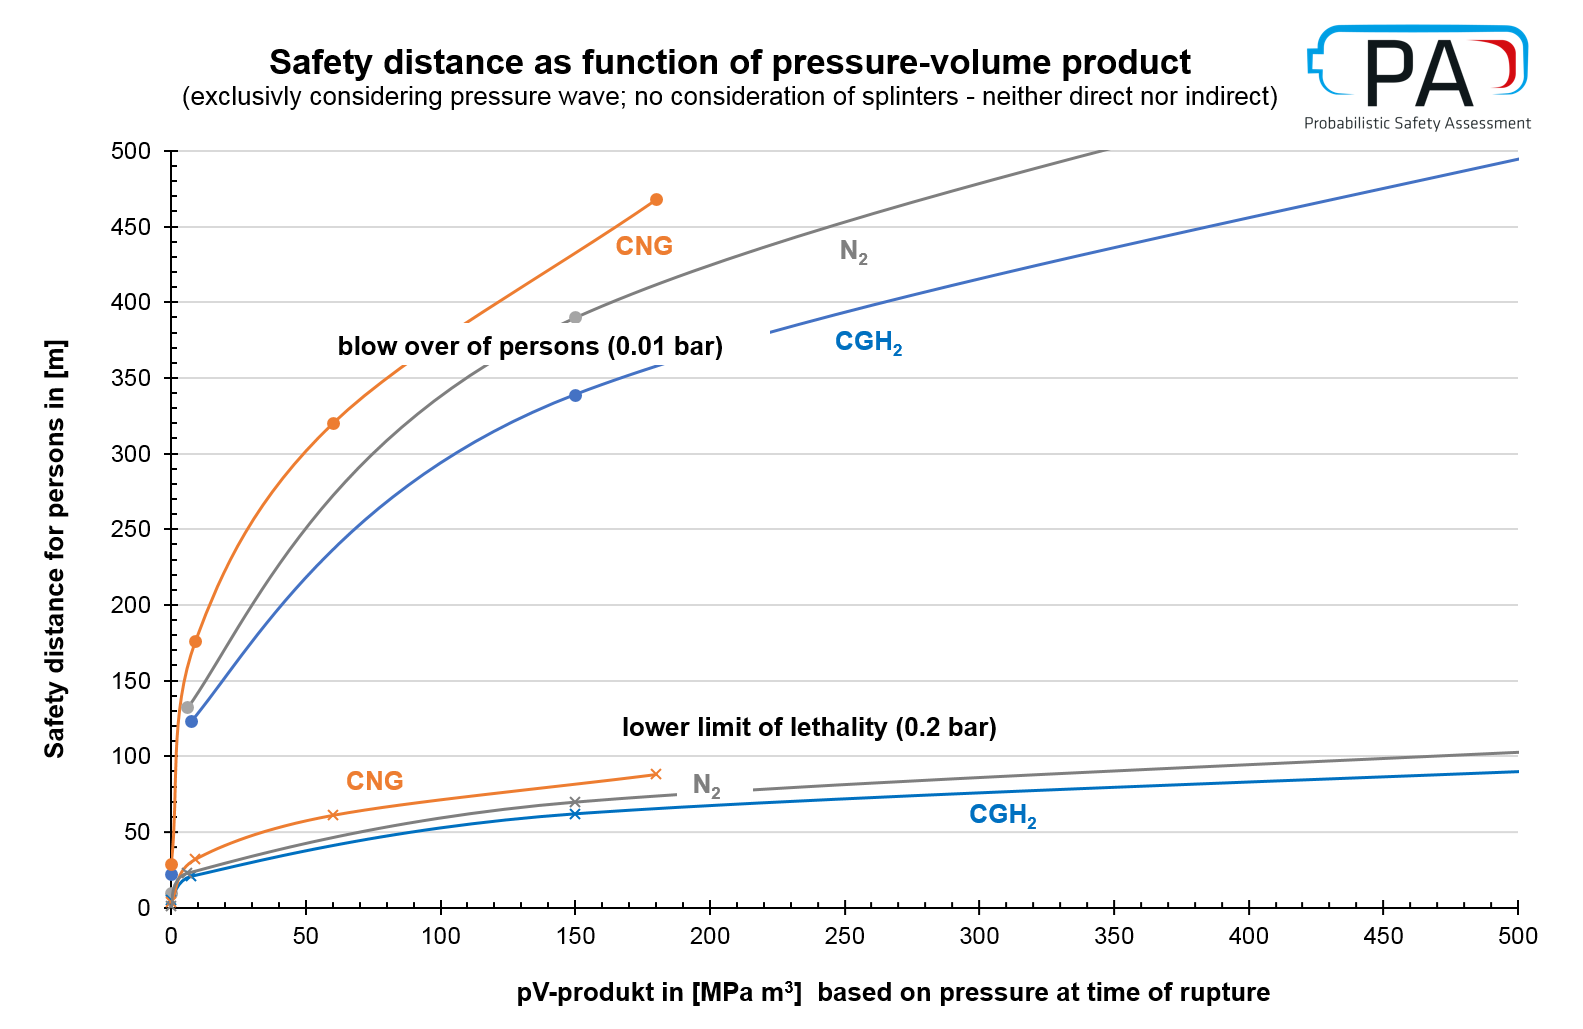 Safety distance as function of pressure-volume product
(exclusivly considering pressure wave; no consideration of splinters - neither direct nor indirect)
PA
Probabilistic Safety Assessment
Safety distance for persons in [m]
500
450
400
350
300
250
200
150
100
50
0
CNG
N₂
CGH₂
blow over of persons (0.01 bar)
lower limit of lethality (0.2 bar)
CNG
N₂
CGH₂
0 50 100 150 200 250 300 350 400 450 500
pV-produkt in [MPa m³]  based on pressure at time of rupture